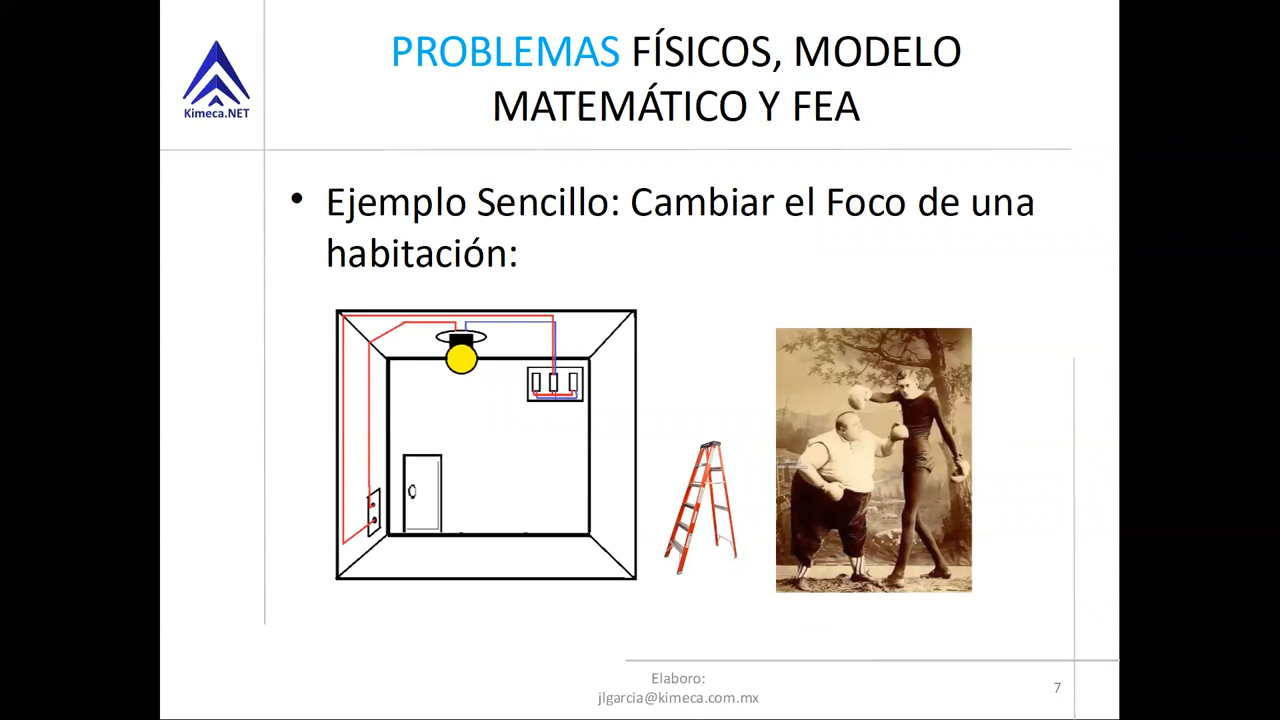 PROBLEMAS FÍSICOS, MODELO
MATEMÁTICO Y FEA
Kimeca.NET
• Ejemplo Sencillo: Cambiar el Foco de una
habitación:
Elaboro:
jlgarcia@kimeca.com.mx
7